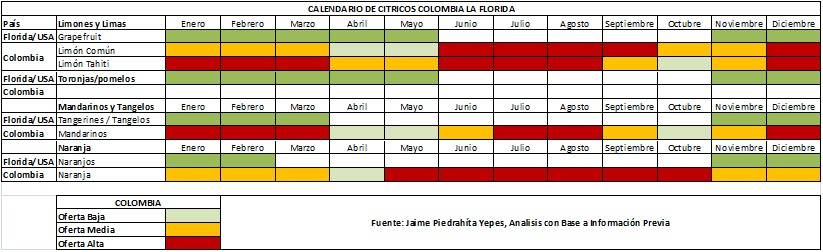 CALENDARIO DE CITRICOS COLOMBIA LA FLORIDA
País Limones y Limas Enero Febrero Marzo Abril Mayo Junio Junio Agosto Septiembre Octubre Noviembre Diciembre
Florida/USA Grapefruit
Colombia Limón Común
Limón Tahiti
Florida/USA Toronjas/pomelos
Colombia
Mandarinos y Tangelos Enero Febrero Marzo Abril Mayo Junio Julio Agosto Septiembre Octubre Noviembre Diciembre
Florida/USA Tangerines / Tangelos
Colombia Mandarinos
Naranja Enero Febrero Marzo Abril Mayo Junio Junio Agosto Septiembre Octubre Noviembre Diciembre
Florida/USA Naranjos
Colombia Naranja
COLOMBIA
Oferta Baja
Oferta Media
Oferta Alta
Fuente: Jaime Piedrahíta Yepes, Analisis con Base a Información Previa